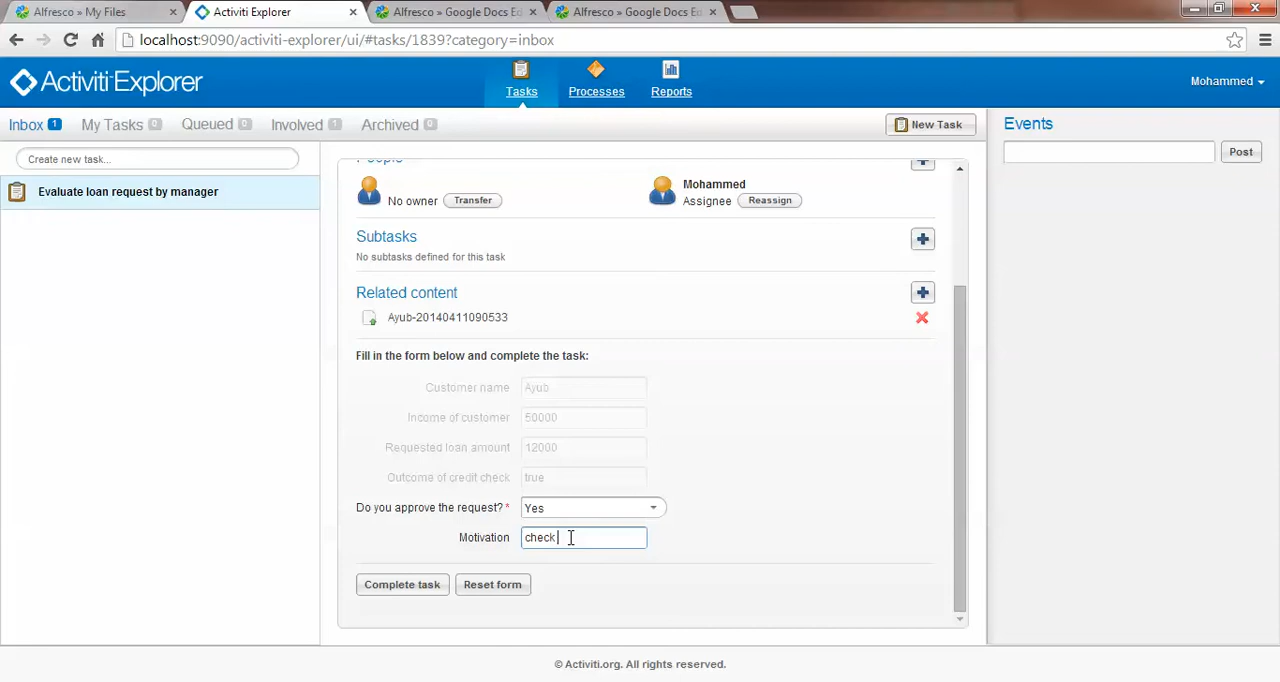 Alfresco » My Files
Activiti Explorer
Alfresco » Google Docs Ed
Alfresco » Google Docs Ed
localhost:9090/activiti-explorer/ui/#tasks/1839?category=inbox
Activiti Explorer
Tasks
Processes
Reports
Mohammed
Inbox 1
My Tasks 0
Queued 0
Involved 1
Archived 0
New Task
Events
Create new task...
Post
People
Evaluate loan request by manager
No owner
Transfer
Mohammed
Assignee
Reassign
Subtasks
No subtasks defined for this task
Related content
Ayub-20140411090533
Fill in the form below and complete the task:
Customer name Ayub
Income of customer 50000
Requested loan amount 12000
Outcome of credit check true
Do you approve the request? * Yes
Motivation check
Complete task
Reset form
© Activiti.org. All rights reserved.